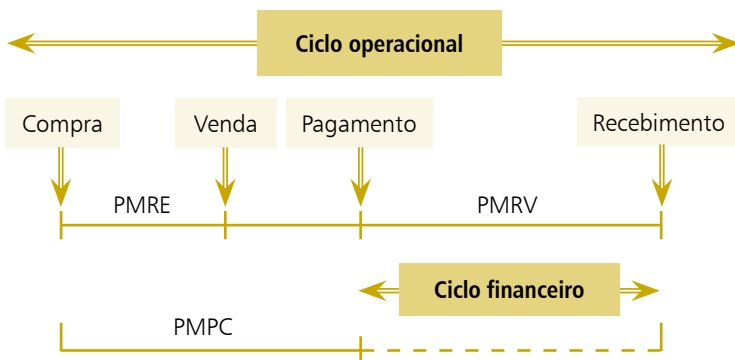 Ciclo operacional
Compra
Venda
Pagamento
Recebimento
PMRE
PMRV
Ciclo financeiro
PMPC